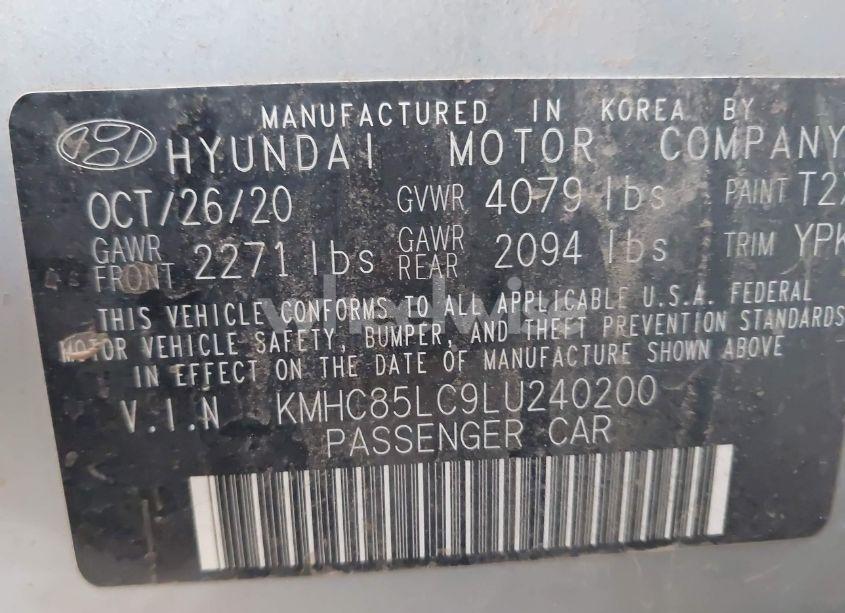 MANUFACTURED IN KOREA BY
HYUNDAI MOTOR COMPANY
OCT/26/20 GVWR 4079 lbs PAINT T2
GAWR FRONT 2271 lbs GAWR REAR 2094 lbs TRIM YPK
THIS VEHICLE CONFORMS TO ALL APPLICABLE U.S.A. FEDERAL
MOTOR VEHICLE SAFETY, BUMPER, AND THEFT PREVENTION STANDARDS
IN EFFECT ON THE DATE OF MANUFACTURE SHOWN ABOVE
V.I.N KMHC85LC9LU240200
PASSENGER CAR